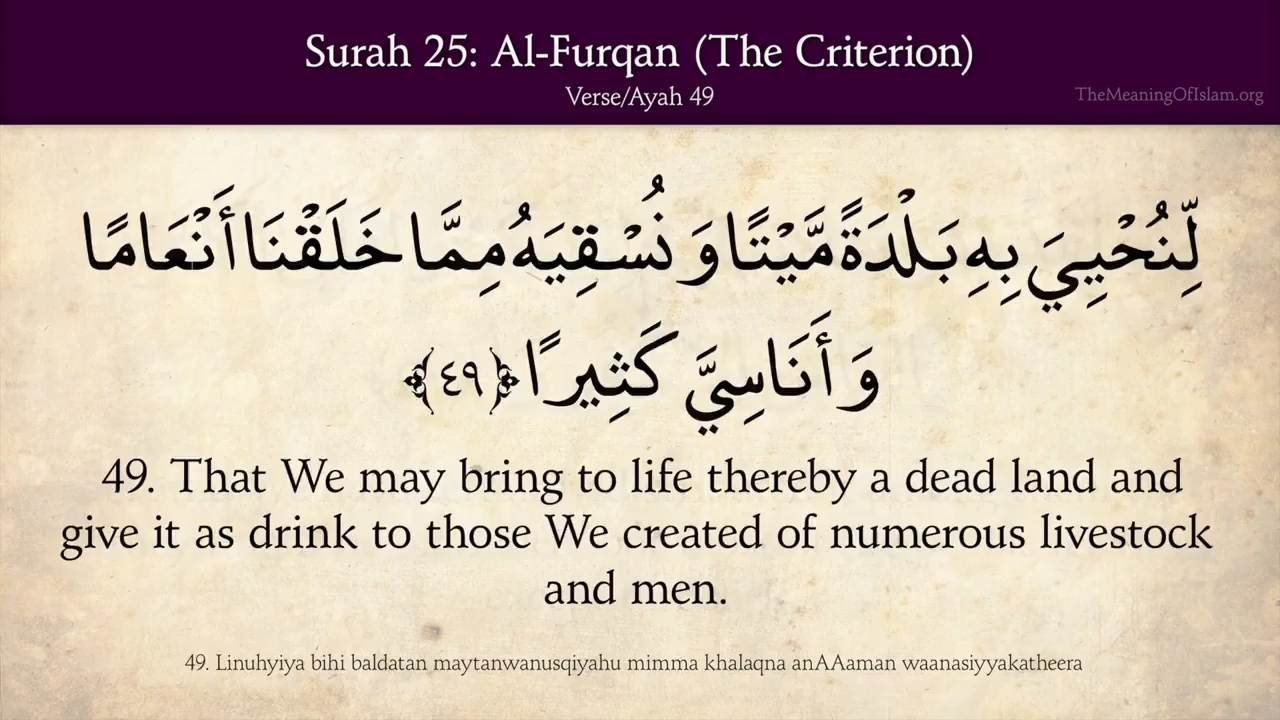 Surah 25: Al-Furqan (The Criterion)
Verse/Ayah 49
TheMeaningOfIslam.org
لِّنُحْيِيَ بِهِ بَلْدَةً مَّيْتًا وَنُسْقِيَهُ مِمَّا خَلَقْنَا أَنْعَامًا
وَأَنَاسِيَّ كَثِيرًا ﴿٤٩﴾
49. That We may bring to life thereby a dead land and
give it as drink to those We created of numerous livestock
and men.
49. Linuhyiya bihi baldatan maytanwanusqiyahu mimma khalaqna anAAaman waanasiyyakatheera